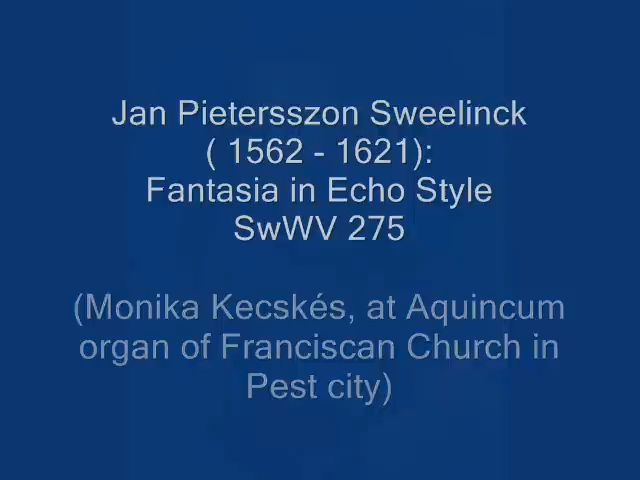 Jan Pietersszon Sweelinck
( 1562 - 1621):
Fantasia in Echo Style
SwWV 275
(Monika Kecskés, at Aquincum
organ of Franciscan Church in
Pest city)